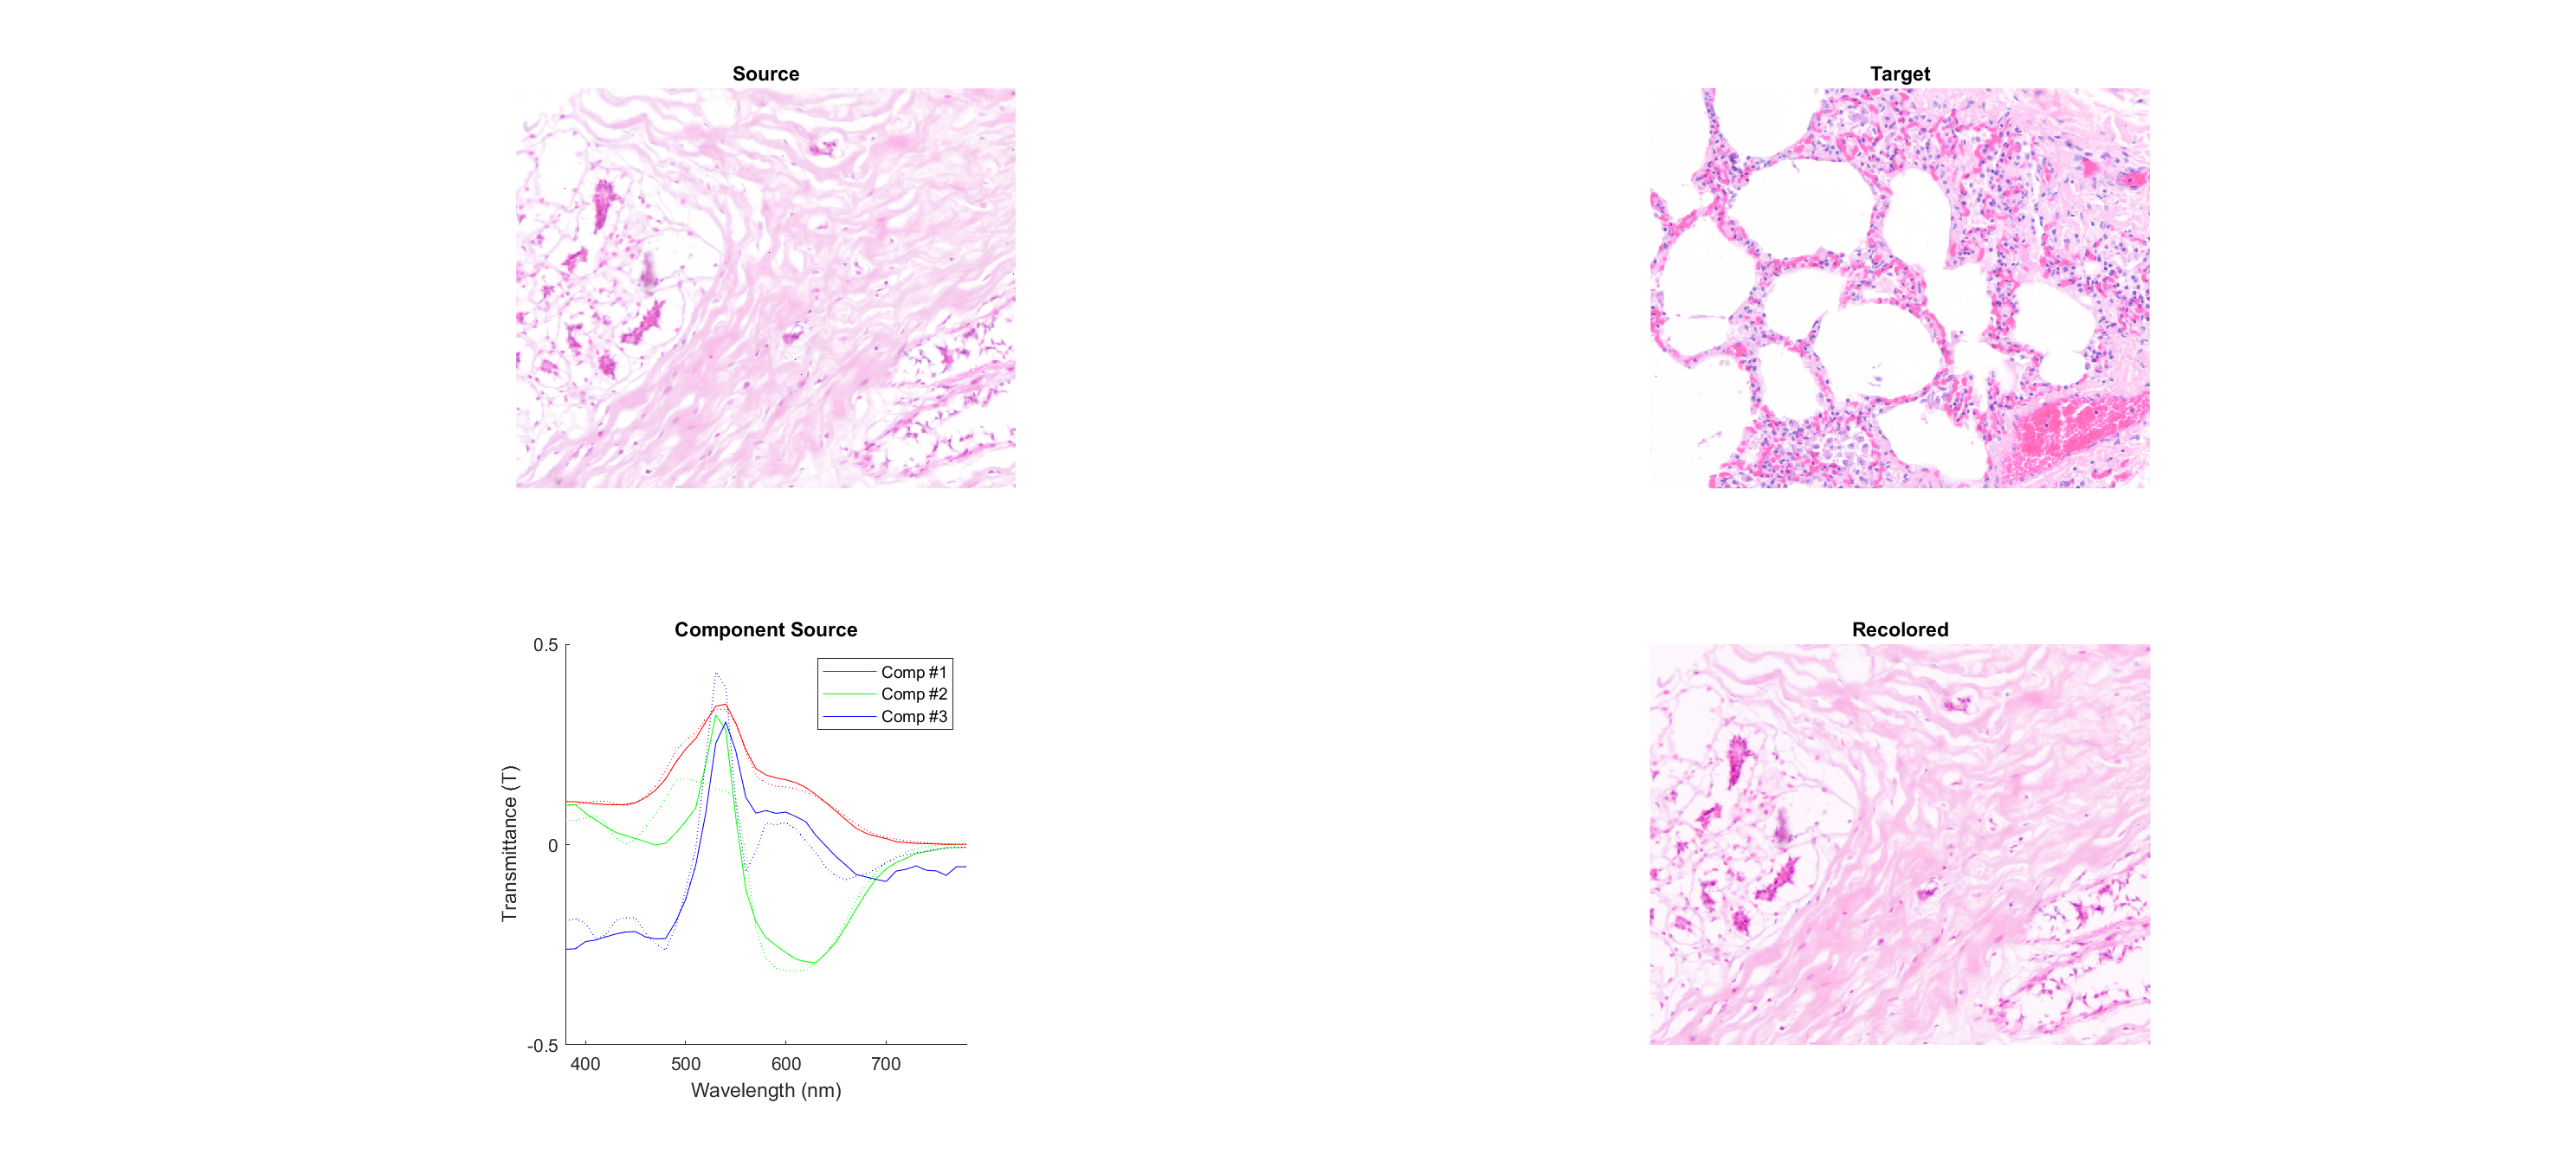 Source
Target
Component Source
0.5
0
-0.5
Transmittance (T)
Comp #1
Comp #2
Comp #3
400 500 600 700
Wavelength (nm)
Recolored